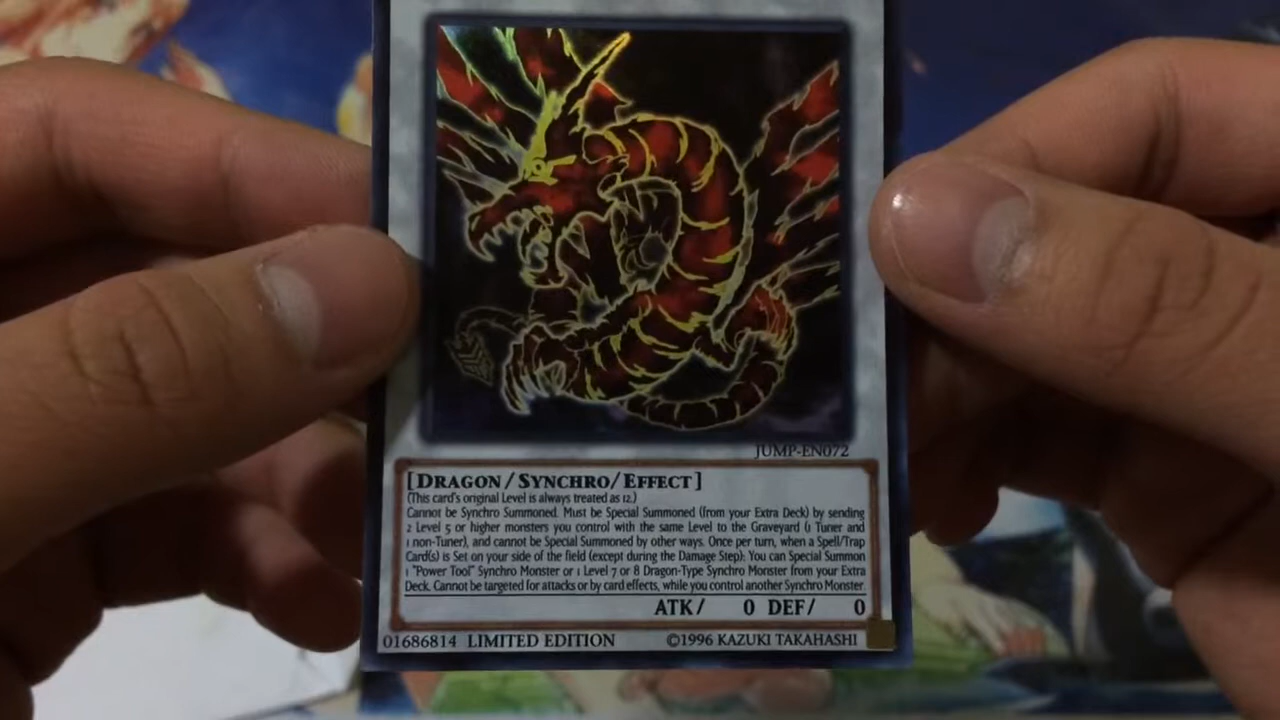 JUMP-EN072
[DRAGON/SYNCHRO/EFFECT]
(This card's original Level is always treated as 12.)
Cannot be Synchro Summoned. Must be Special Summoned (from your Extra Deck) by sending
2 Level 5 or higher monsters you control with the same Level to the Graveyard (1 Tuner and
1 non-Tuner), and cannot be Special Summoned by other ways. Once per turn, when a Spell/Trap
Card(s) is Set on your side of the field (except during the Damage Step): You can Special Summon
1 "Power Tool" Synchro Monster or 1 Level 7 or 8 Dragon-Type Synchro Monster from your Extra
Deck. Cannot be targeted for attacks or by card effects, while you control another Synchro Monster.
ATK/ 0 DEF/ 0
01686814 LIMITED EDITION ©1996 KAZUKI TAKAHASHI